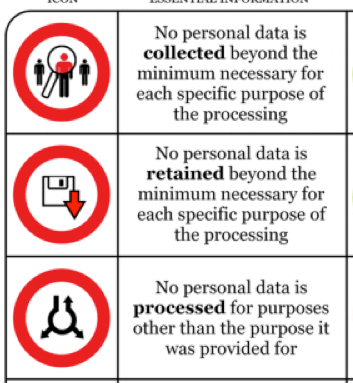 ICON ESSENTIAL INFORMATION
No personal data is
collected beyond the
minimum necessary for
each specific purpose of
the processing
No personal data is
retained beyond the
minimum necessary for
each specific purpose of
the processing
No personal data is
processed for purposes
other than the purpose it
was provided for